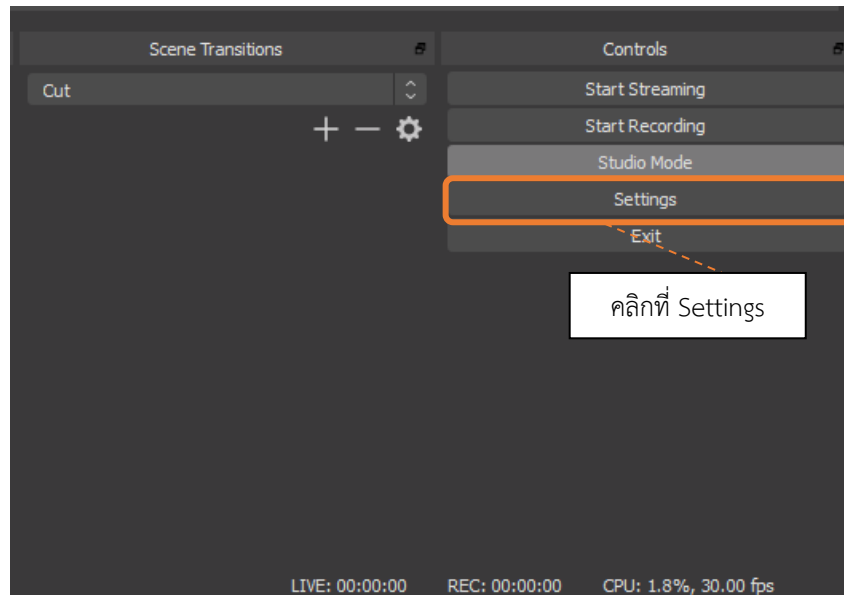 Scene Transitions
Controls
Cut
Start Streaming
Start Recording
Studio Mode
Settings
Exit
คลิกที่ Settings
LIVE: 00:00:00 REC: 00:00:00 CPU: 1.8%, 30.00 fps